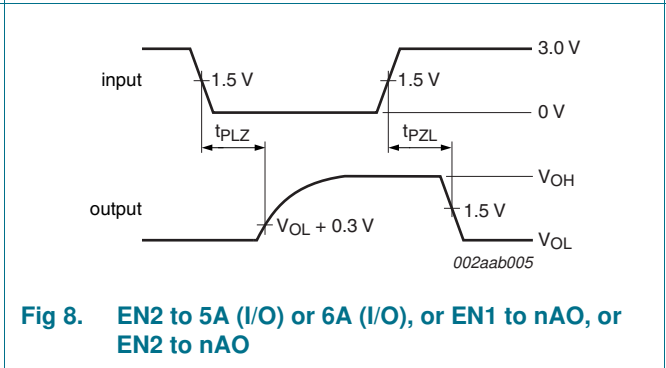 3.0 V
input
1.5 V
1.5 V
0 V
tPLZ
tPZL
VOH
output
1.5 V
VOL + 0.3 V
VOL
002aab005
Fig 8. EN2 to 5A (I/O) or 6A (I/O), or EN1 to nAO, or
EN2 to nAO